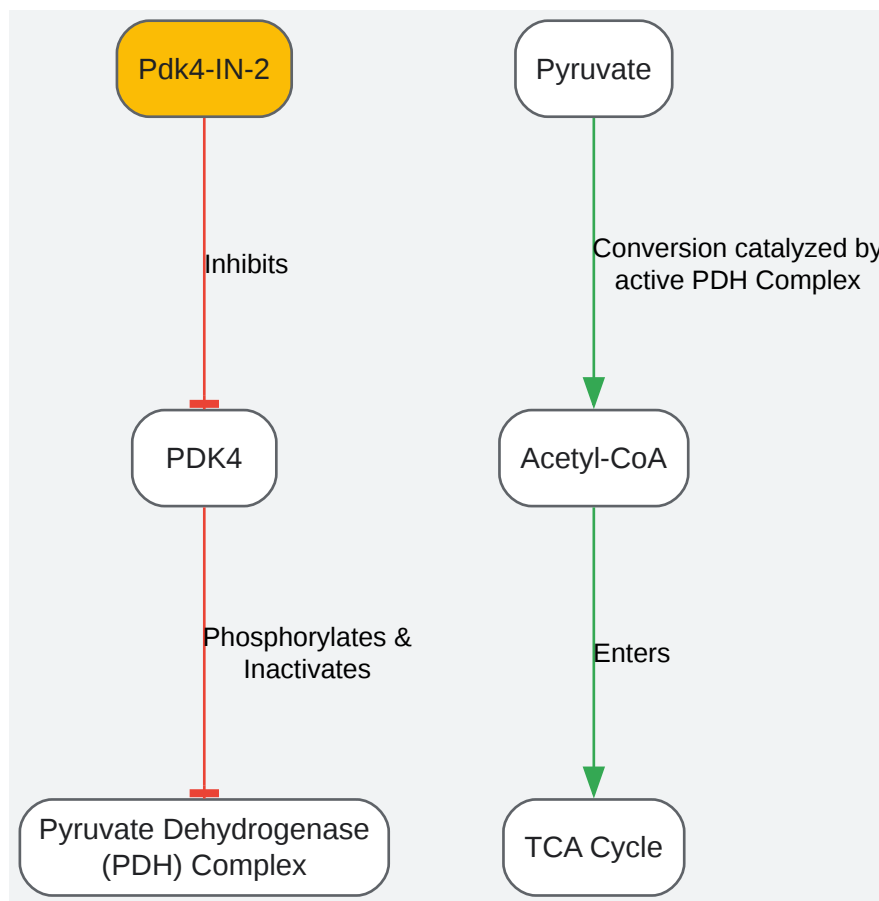 Pdk4-IN-2
Pyruvate
Inhibits
Conversion catalyzed by
active PDH Complex
PDK4
Acetyl-CoA
Phosphorylates &
Inactivates
Enters
Pyruvate Dehydrogenase
(PDH) Complex
TCA Cycle